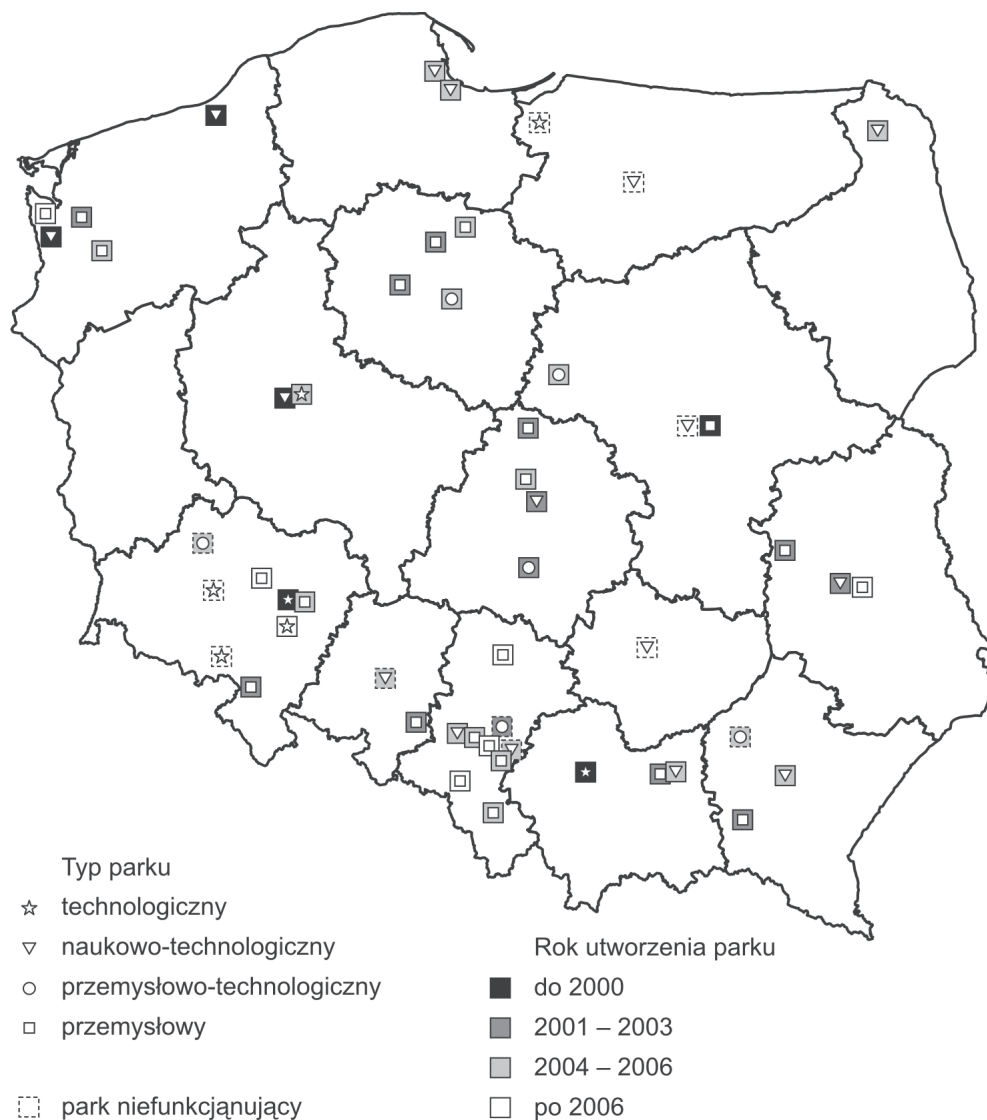 Typ parku
technologiczny
naukowo-technologiczny
przemysłowo-technologiczny
przemysłowy
park niefunkcjąnujący
Rok utworzenia parku
do 2000
2001 – 2003
2004 – 2006
po 2006